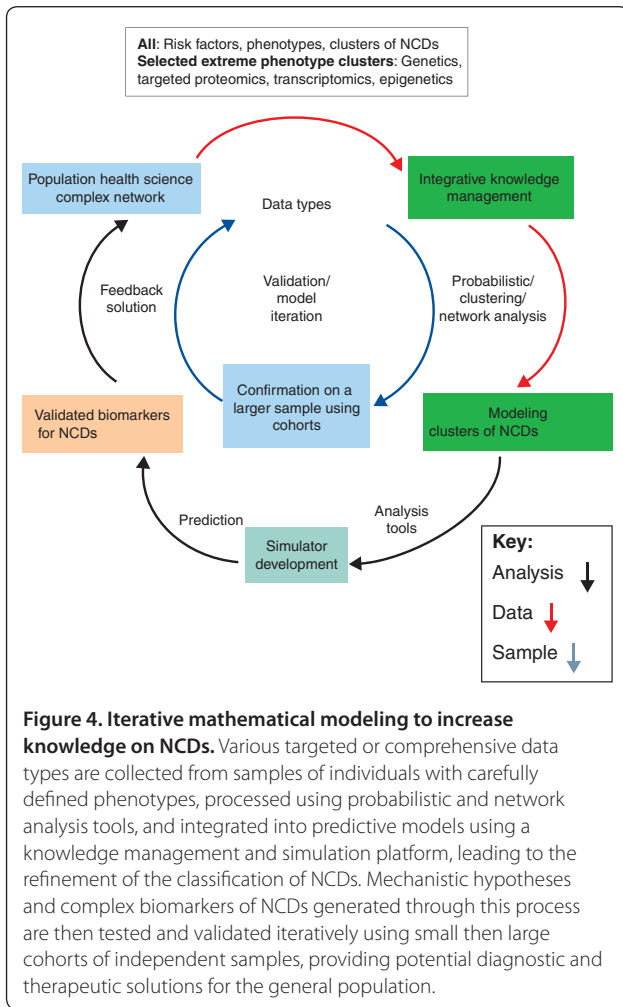 All: Risk factors, phenotypes, clusters of NCDs
Selected extreme phenotype clusters: Genetics,
targeted proteomics, transcriptomics, epigenetics
Population health science
complex network
Integrative knowledge
management
Data types
Feedback
solution
Validation/
model
iteration
Probabilistic/
clustering/
network analysis
Validated biomarkers
for NCDs
Confirmation on a
larger sample using
cohorts
Modeling
clusters of NCDs
Prediction
Simulator
development
Analysis
tools
Key:
Analysis
Data
Sample
Figure 4. Iterative mathematical modeling to increase
knowledge on NCDs. Various targeted or comprehensive data
types are collected from samples of individuals with carefully
defined phenotypes, processed using probabilistic and network
analysis tools, and integrated into predictive models using a
knowledge management and simulation platform, leading to the
refinement of the classification of NCDs. Mechanistic hypotheses
and complex biomarkers of NCDs generated through this process
are then tested and validated iteratively using small then large
cohorts of independent samples, providing potential diagnostic and
therapeutic solutions for the general population.